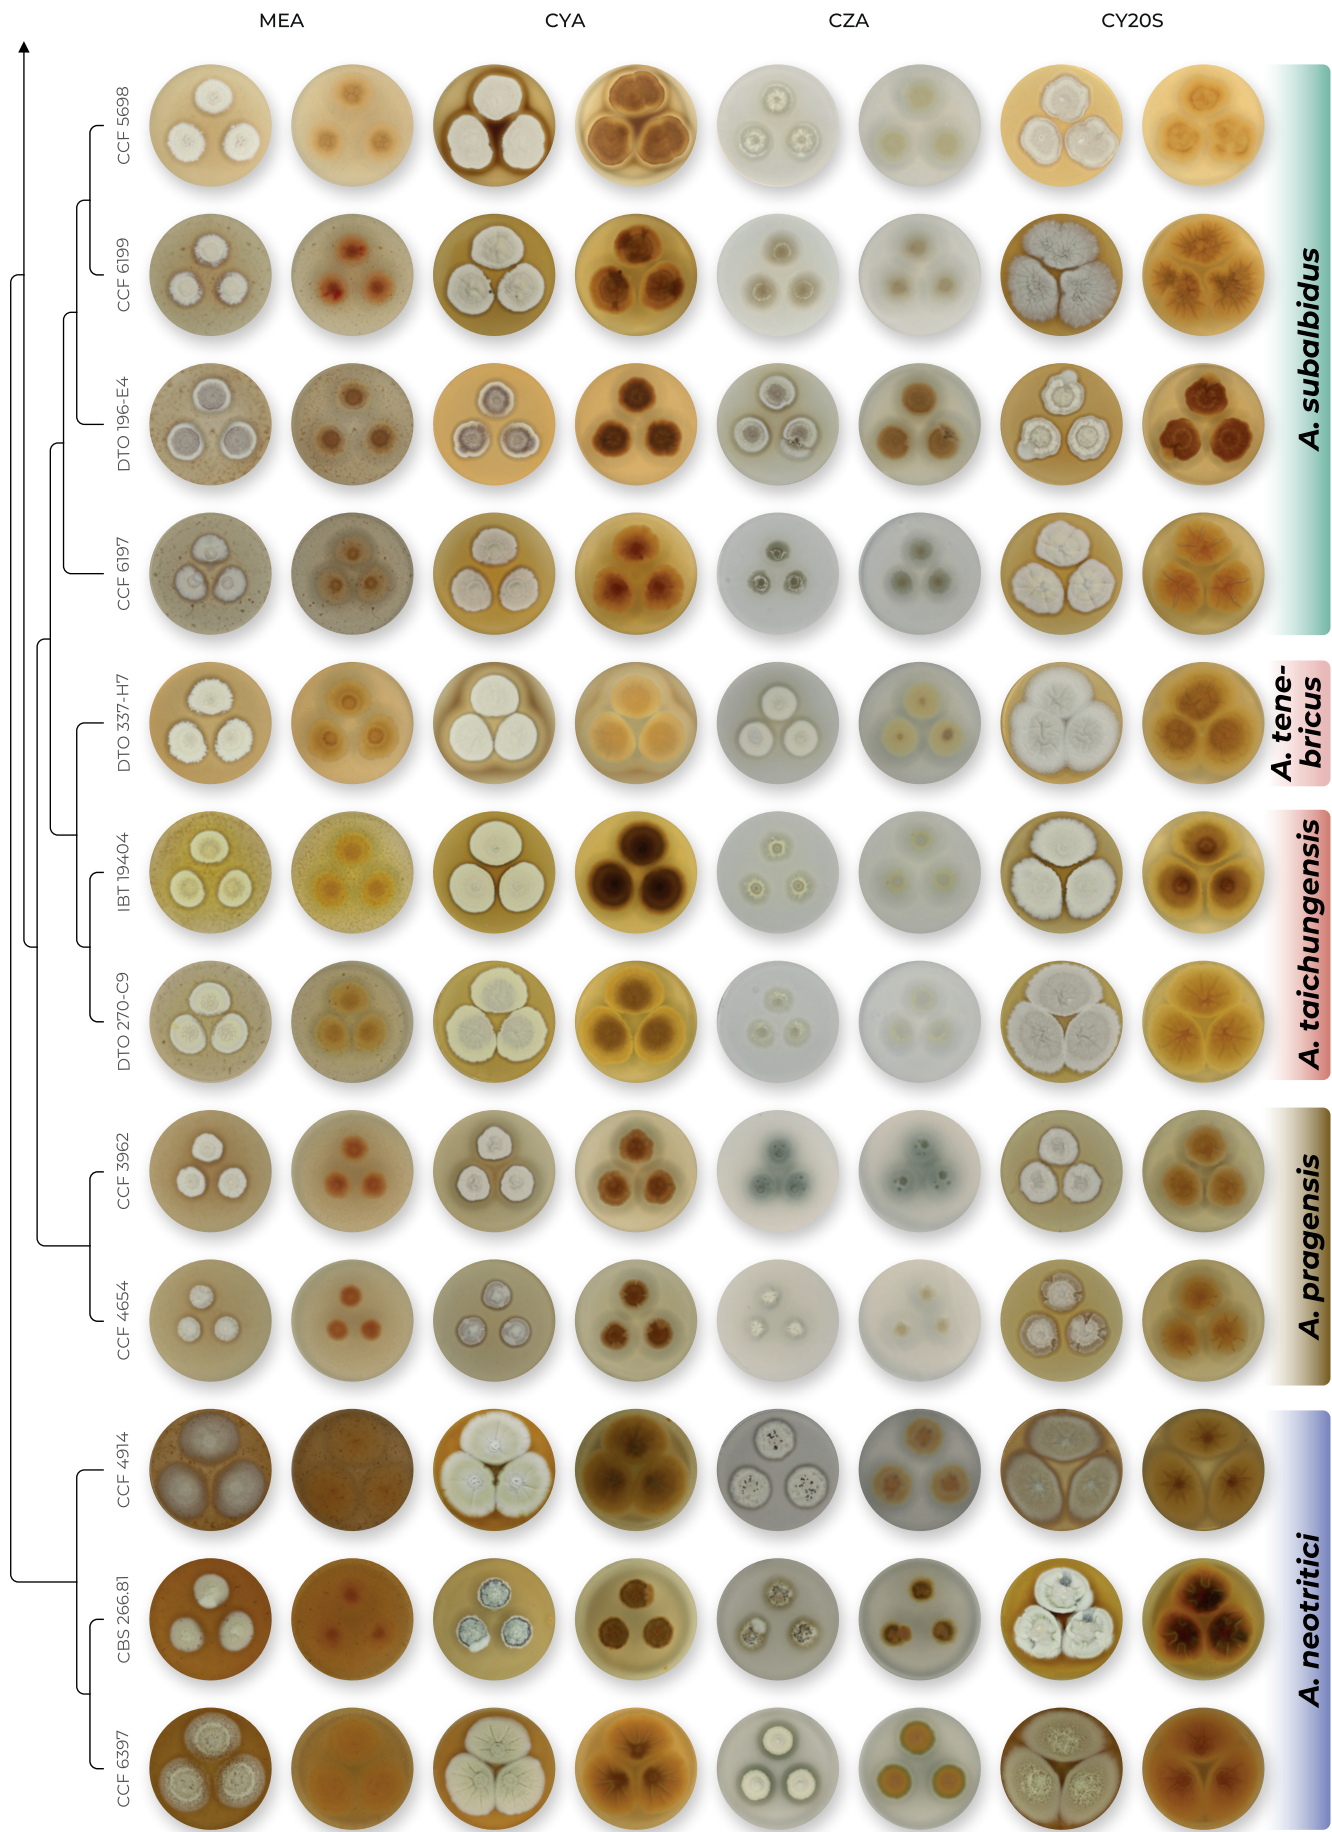 MEA CYA CZA CY20S
CCF 5698
CCF 6199
DTO 196-E4
CCF 6197
A. subalbidus
DTO 337-H7
A. tene-
bricus
IBT 19404
DTO 270-C9
A. taichungensis
CCF 3962
CCF 4654
A. pragensis
CCF 4914
CBS 266.81
CCF 6397
A. neotritici